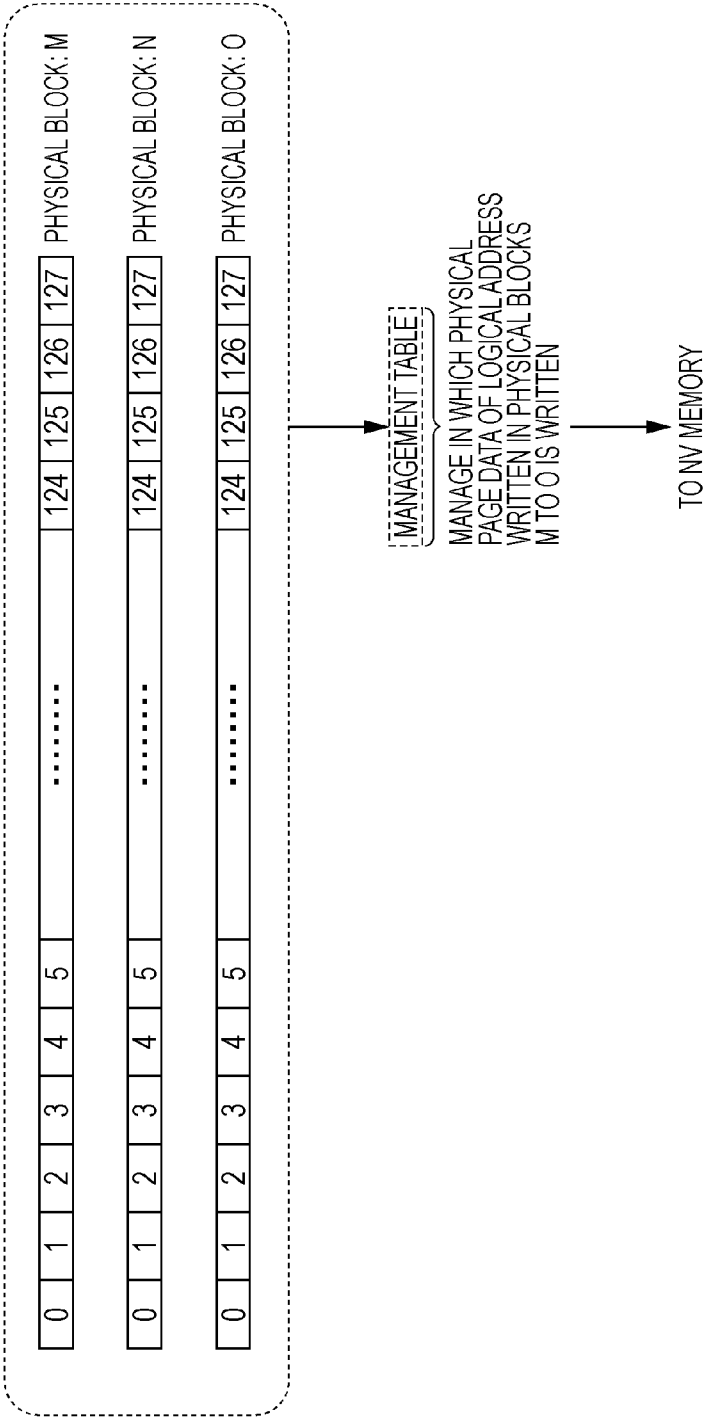 0 1 2 3 4 5 ........ 124 125 126 127 PHYSICAL BLOCK: M
0 1 2 3 4 5 ........ 124 125 126 127 PHYSICAL BLOCK: N
0 1 2 3 4 5 ........ 124 125 126 127 PHYSICAL BLOCK: O
MANAGEMENT TABLE
MANAGE IN WHICH PHYSICAL
PAGE DATA OF LOGICAL ADDRESS
WRITTEN IN PHYSICAL BLOCKS
M TO O IS WRITTEN
TO NV MEMORY